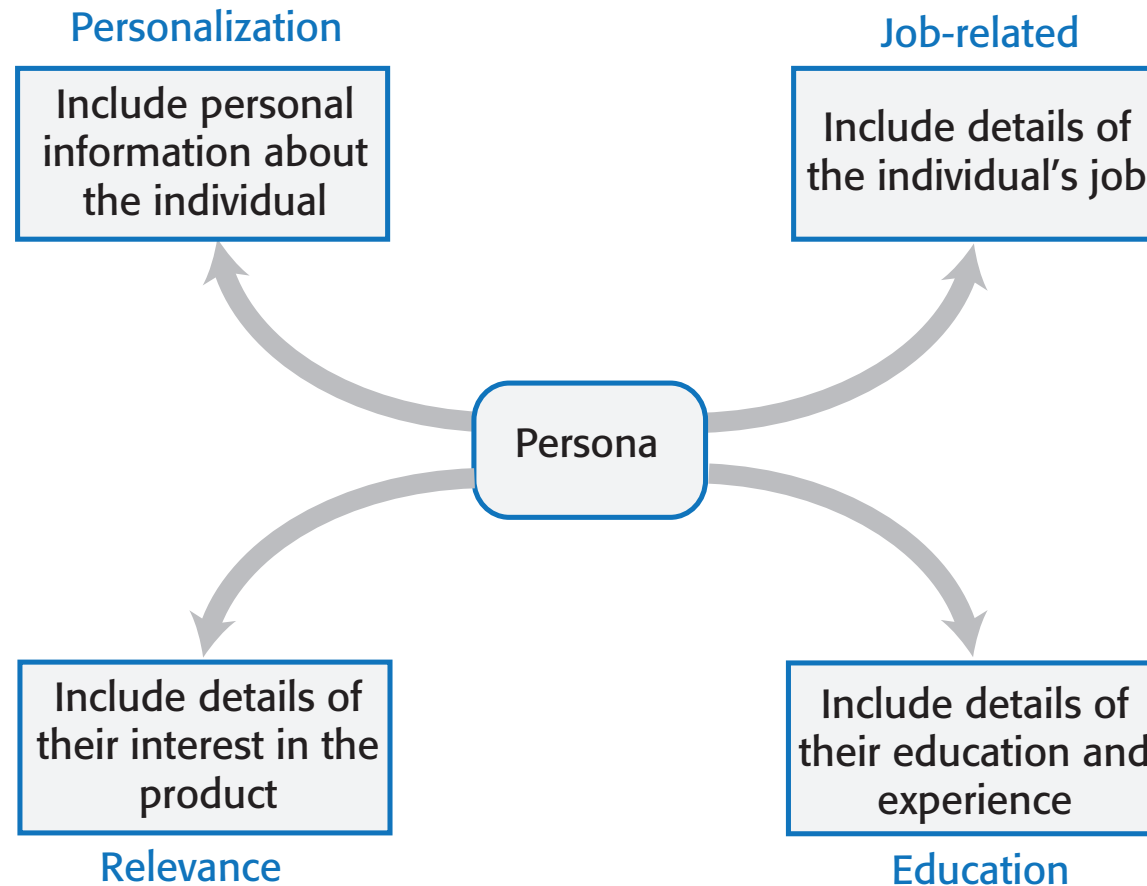 Personalization
Include personal
information about
the individual
Job-related
Include details of
the individual's job
Persona
Include details of
their interest in the
product
Relevance
Include details of
their education and
experience
Education